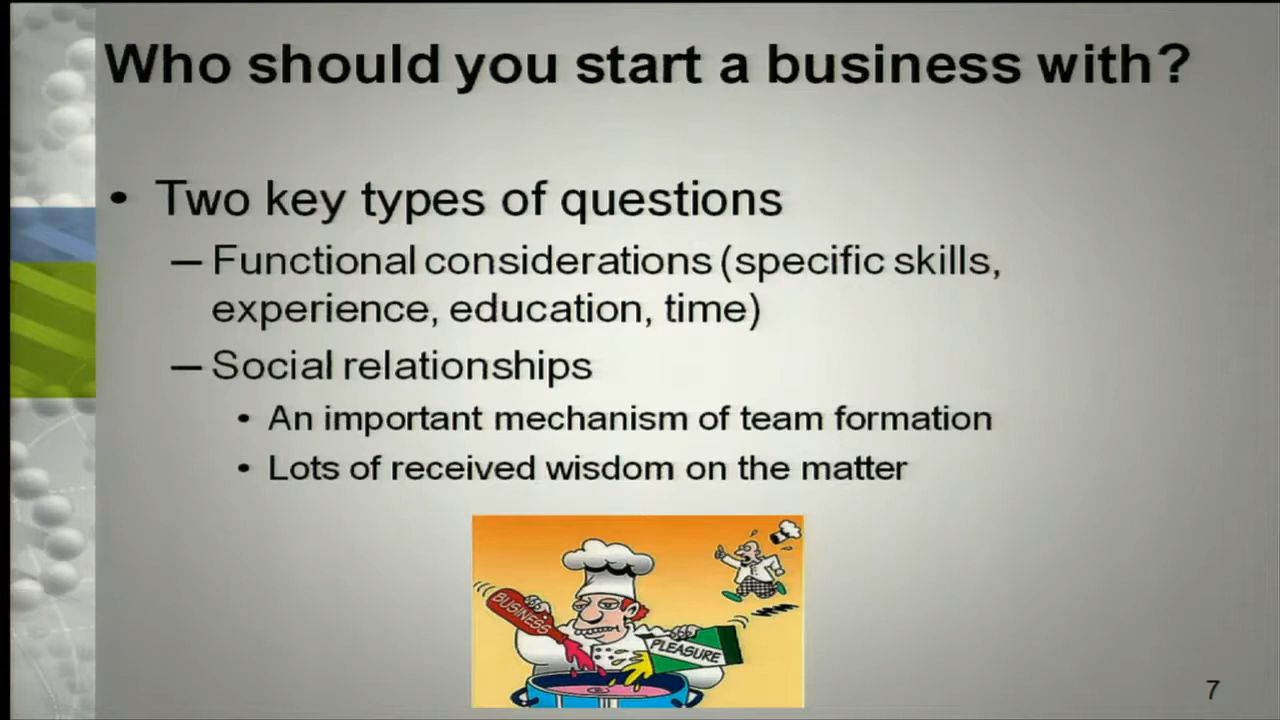 Who should you start a business with?
• Two key types of questions
– Functional considerations (specific skills,
experience, education, time)
– Social relationships
• An important mechanism of team formation
• Lots of received wisdom on the matter
BUSINESS
PLEASURE
7